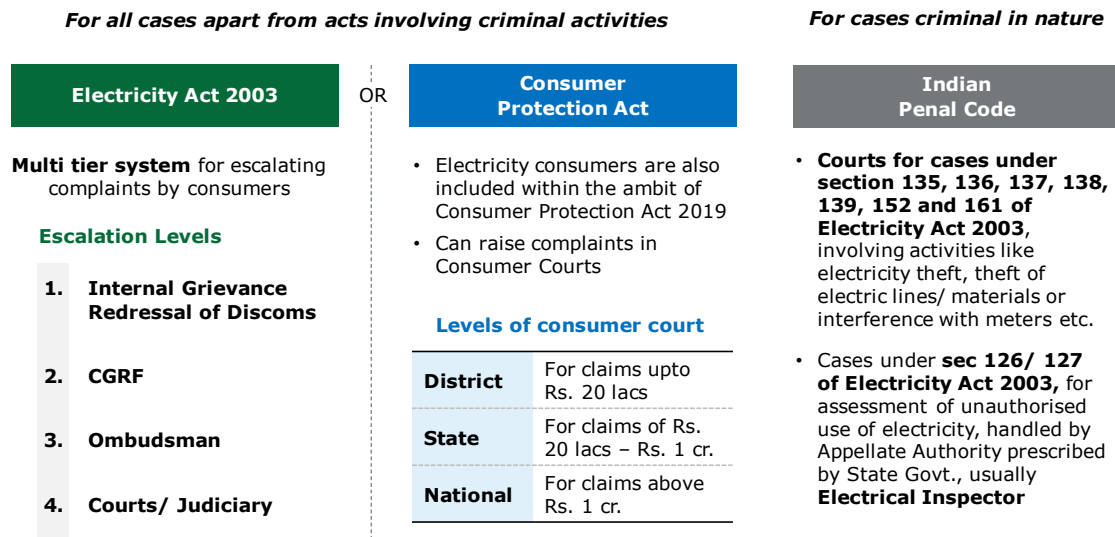 For all cases apart from acts involving criminal activities
For cases criminal in nature
Electricity Act 2003
OR
Consumer
Protection Act
Indian
Penal Code
Multi tier system for escalating
complaints by consumers
Escalation Levels
1. Internal Grievance
Redressal of Discoms
2. CGRF
3. Ombudsman
4. Courts/ Judiciary
• Electricity consumers are also
included within the ambit of
Consumer Protection Act 2019
• Can raise complaints in
Consumer Courts
Levels of consumer court
District For claims upto
Rs. 20 lacs
State For claims of Rs.
20 lacs – Rs. 1 cr.
National For claims above
Rs. 1 cr.
• Courts for cases under
section 135, 136, 137, 138,
139, 152 and 161 of
Electricity Act 2003,
involving activities like
electricity theft, theft of
electric lines/ materials or
interference with meters etc.
• Cases under sec 126/ 127
of Electricity Act 2003, for
assessment of unauthorised
use of electricity, handled by
Appellate Authority prescribed
by State Govt., usually
Electrical Inspector